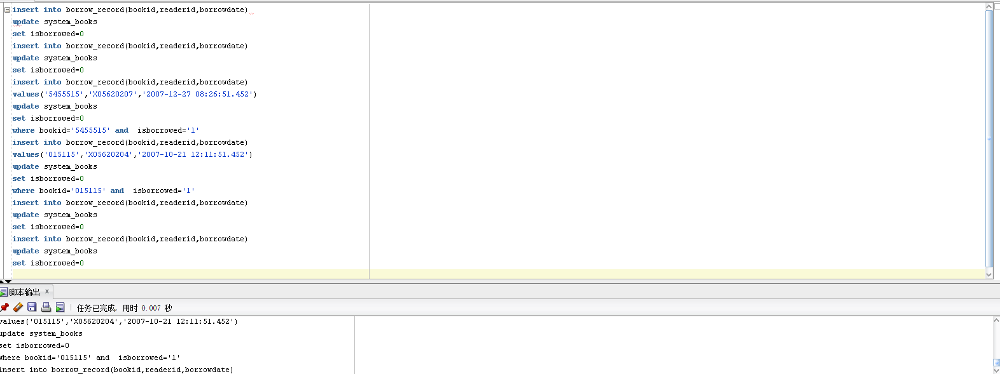 insert into borrow_record(bookid,readerid,borrowdate)
update system_books
set isborrowed=0
insert into borrow_record(bookid,readerid,borrowdate)
update system_books
set isborrowed=0
insert into borrow_record(bookid,readerid,borrowdate)
values('5455515','X05620207','2007-12-27 08:26:51.452')
update system_books
set isborrowed=0
where bookid='5455515' and  isborrowed='1'
insert into borrow_record(bookid,readerid,borrowdate)
values('015115','X05620204','2007-10-21 12:11:51.452')
update system_books
set isborrowed=0
where bookid='015115' and  isborrowed='1'
insert into borrow_record(bookid,readerid,borrowdate)
update system_books
set isborrowed=0
insert into borrow_record(bookid,readerid,borrowdate)
update system_books
set isborrowed=0
脚本输出 x
任务已完成, 用时 0.007 秒
values('015115','X05620204','2007-10-21 12:11:51.452')
update system_books
set isborrowed=0
where bookid='015115' and  isborrowed='1'
insert into borrow_record(bookid,readerid,borrowdate)